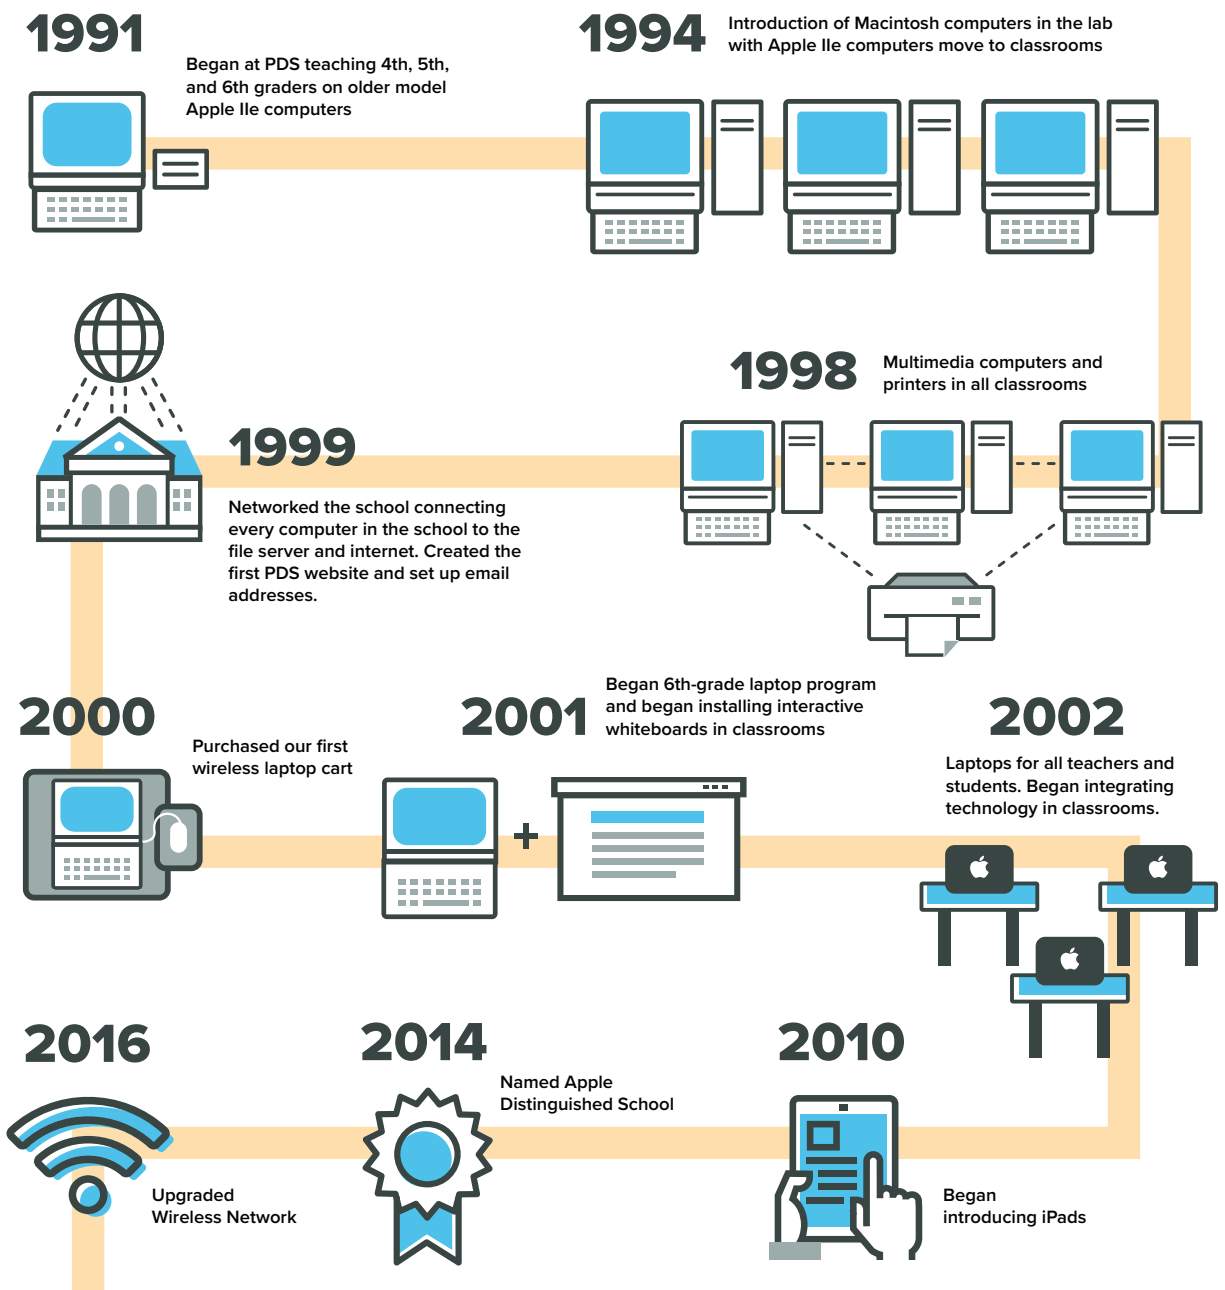 1991
Began at PDS teaching 4th, 5th,
and 6th graders on older model
Apple IIe computers
1994
Introduction of Macintosh computers in the lab
with Apple IIe computers move to classrooms
1998
Multimedia computers and
printers in all classrooms
1999
Networked the school connecting
every computer in the school to the
file server and internet. Created the
first PDS website and set up email
addresses.
2000
Purchased our first
wireless laptop cart
2001
Began 6th-grade laptop program
and began installing interactive
whiteboards in classrooms
+
2002
Laptops for all teachers and
students. Began integrating
technology in classrooms.
2010
Began
introducing iPads
2014
Named Apple
Distinguished School
2016
Upgraded
Wireless Network